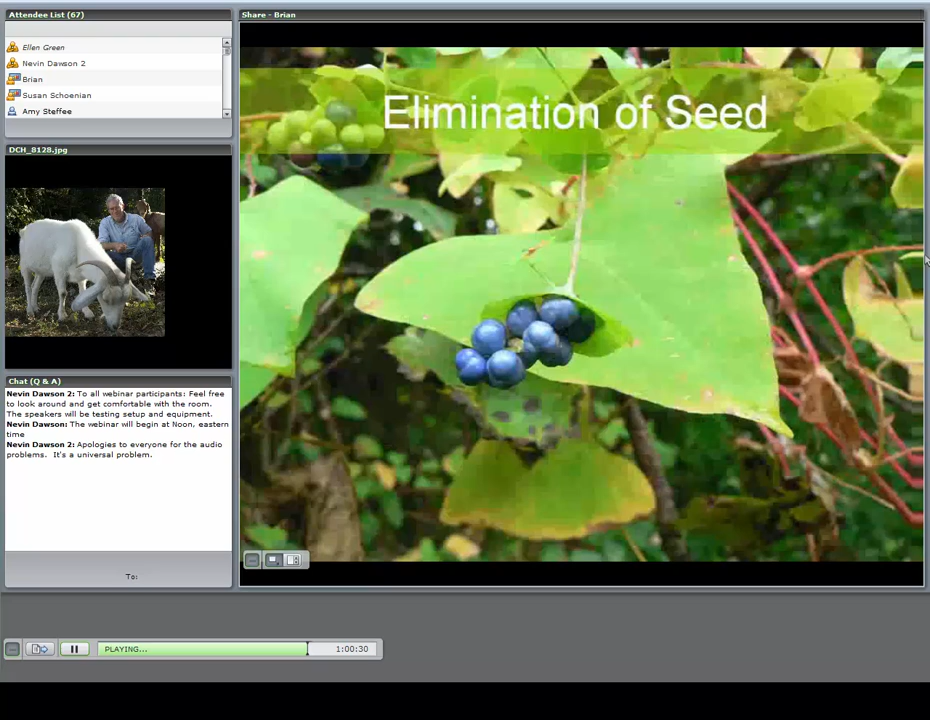 Attendee List (67)
Ellen Green
Nevin Dawson 2
Brian
Susan Schoenian
Amy Steffee
DCH_8128.jpg
Chat (Q & A)
Nevin Dawson 2: To all webinar participants: Feel free
to look around and get comfortable with the room.
The speakers will be testing setup and equipment.
Nevin Dawson: The webinar will begin at Noon, eastern
time
Nevin Dawson 2: Apologies to everyone for the audio
problems.  It's a universal problem.
To:
Share - Brian
Elimination of Seed
PLAYING...
1:00:30